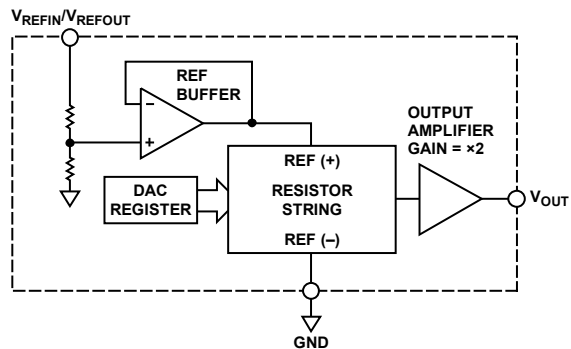 VREFIN/VREFOUT
REF
BUFFER
–
+
OUTPUT
AMPLIFIER
GAIN = ×2
REF (+)
DAC
REGISTER
RESISTOR
STRING
VOUT
REF (–)
GND